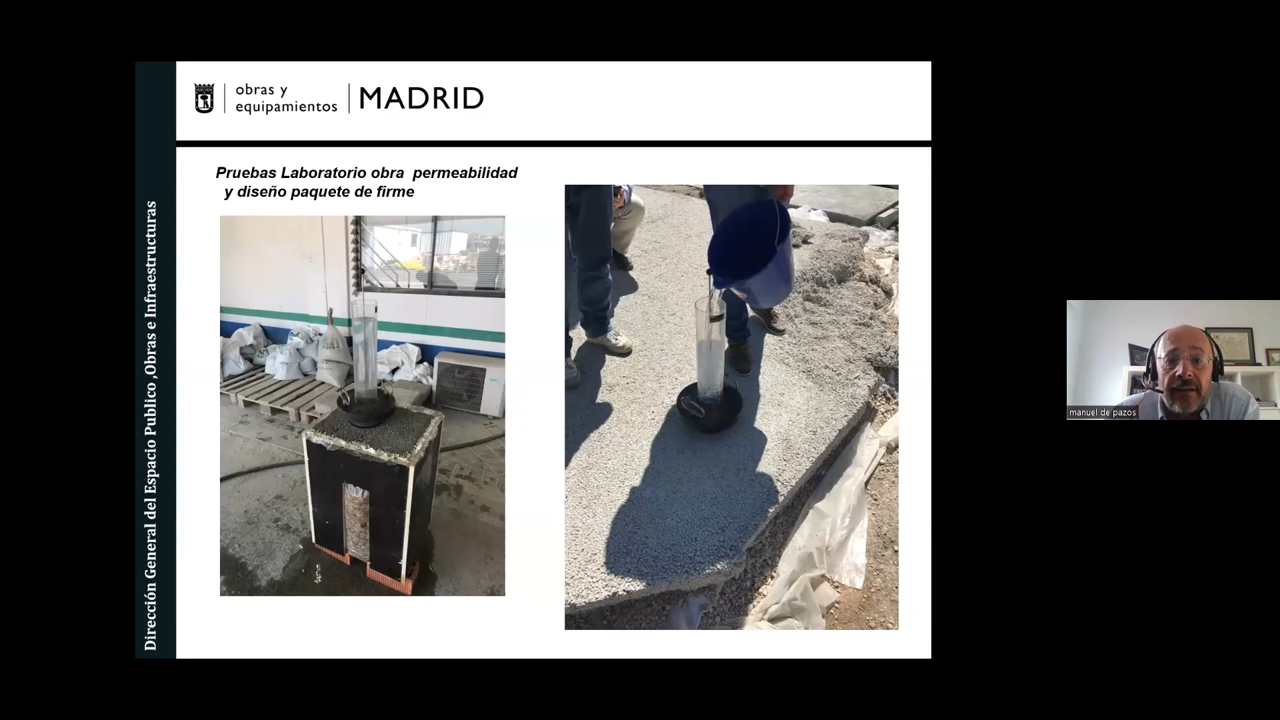 obras y
equipamientos
MADRID
Pruebas Laboratorio obra permeabilidad
y diseño paquete de firme
Dirección General del Espacio Publico ,Obras e Infraestructuras
manuel de pazos